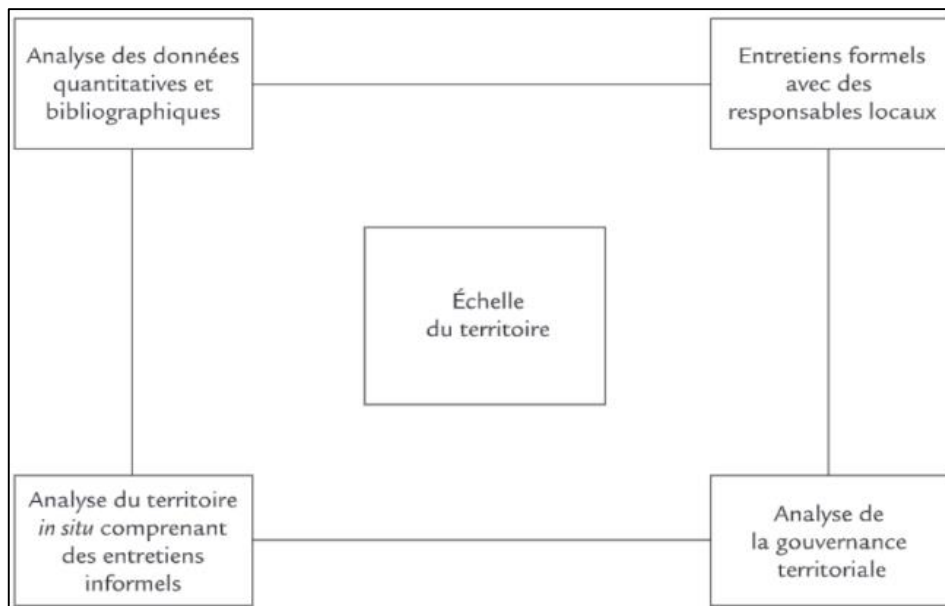 Analyse des données
quantitatives et
bibliographiques
Entretiens formels
avec des
responsables locaux
Échelle
du territoire
Analyse du territoire
in situ comprenant
des entretiens
informels
Analyse de
la gouvernance
territoriale